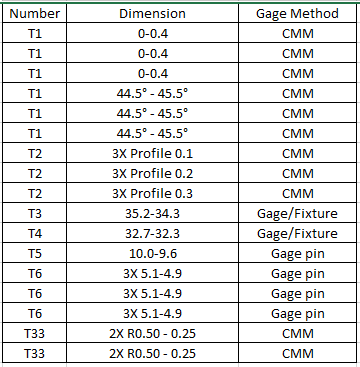 Number Dimension Gage Method
T1 0-0.4 CMM
T1 0-0.4 CMM
T1 0-0.4 CMM
T1 44.5° - 45.5° CMM
T1 44.5° - 45.5° CMM
T1 44.5° - 45.5° CMM
T2 3X Profile 0.1 CMM
T2 3X Profile 0.2 CMM
T2 3X Profile 0.3 CMM
T3 35.2-34.3 Gage/Fixture
T4 32.7-32.3 Gage/Fixture
T5 10.0-9.6 Gage pin
T6 3X 5.1-4.9 Gage pin
T6 3X 5.1-4.9 Gage pin
T6 3X 5.1-4.9 Gage pin
T33 2X R0.50 - 0.25 CMM
T33 2X R0.50 - 0.25 CMM